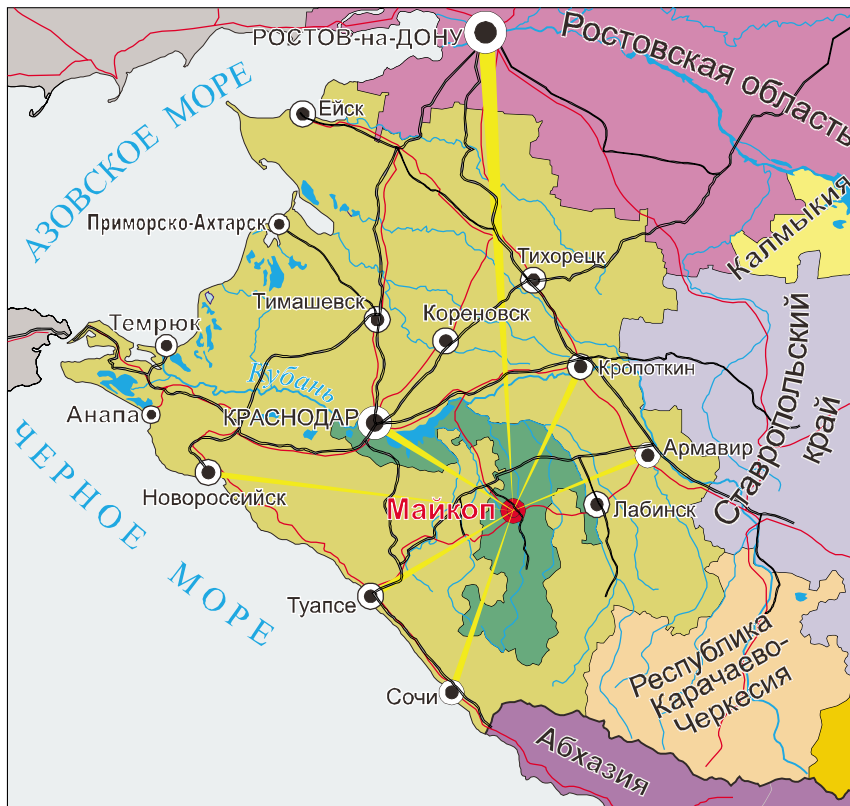 РОСТОВ-на-ДОНУ
Ростовская область
Ейск
АЗОВСКОЕ МОРЕ
Калмыкия
Приморско-Ахтарск
Тихорецк
Тимашевск
Кореновск
Темрюк
Ставропольский
край
Кропоткин
Кубань
Анапа
КРАСНОДАР
Армавир
ЧЕРНОЕ МОРЕ
Новороссийск
Майкоп
Лабинск
Туапсе
Республика
Карачаево-
Черкесия
Сочи
Абхазия